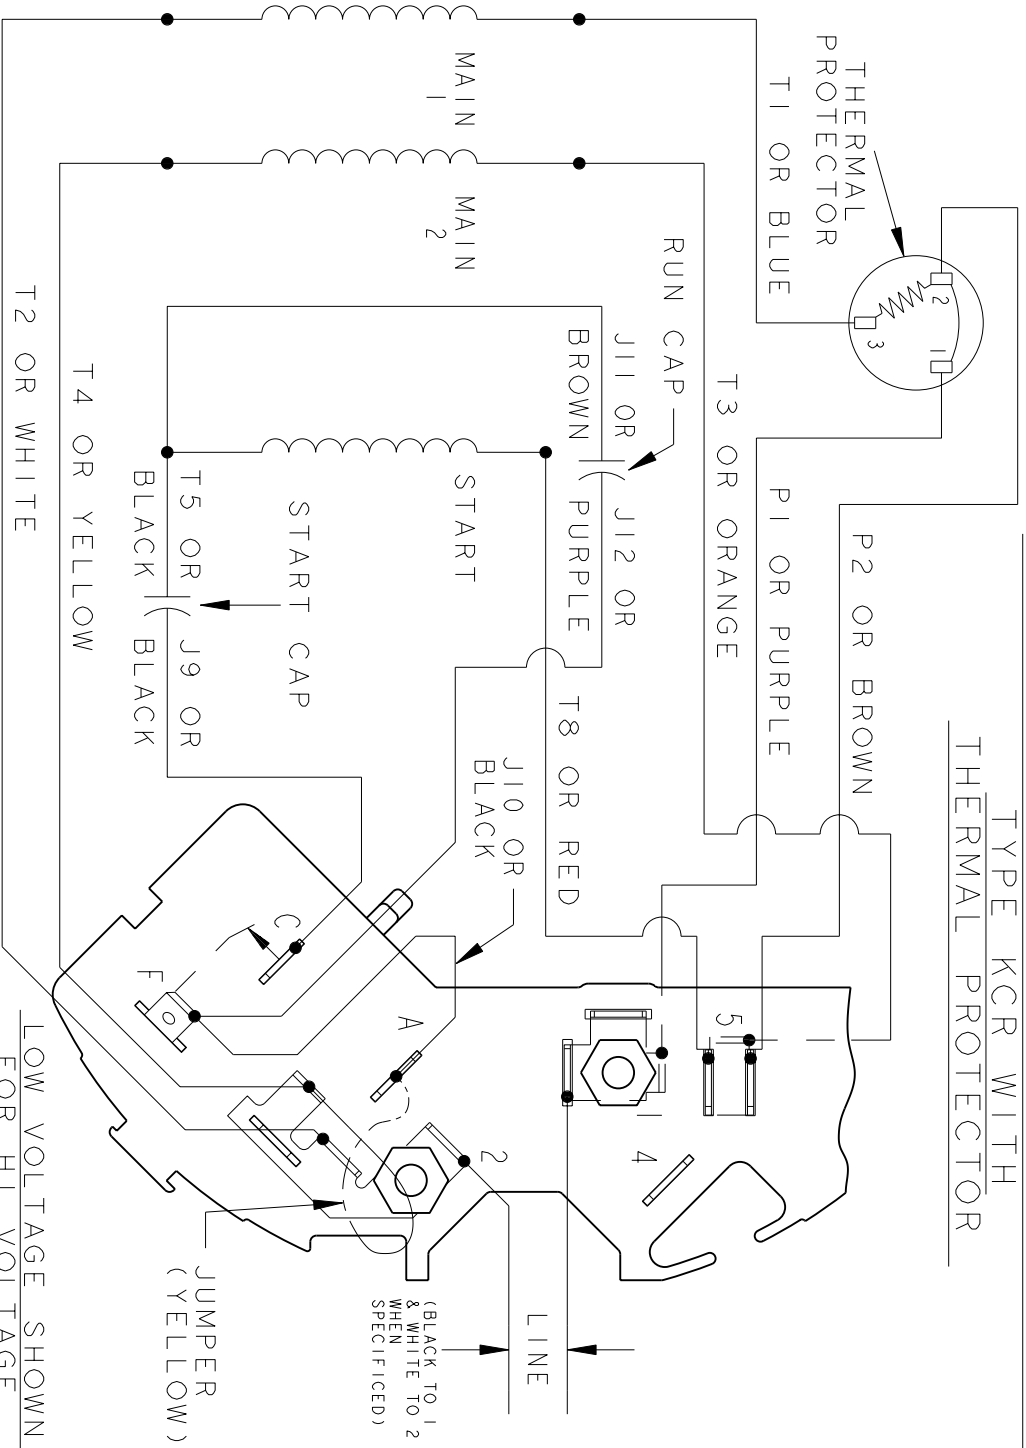 TYPE KCR WITH
THERMAL PROTECTOR
THERMAL
PROTECTOR
2
1
3
P2 OR BROWN
P1 OR PURPLE
T1 OR BLUE
T3 OR ORANGE
RUN CAP
J11 OR
BROWN
J12 OR
PURPLE
T8 OR RED
MAIN
1
MAIN
2
START
J10 OR
BLACK
START CAP
T5 OR
BLACK
J9 OR
BLACK
T4 OR YELLOW
T2 OR WHITE
5
1
4
2
A
C
F
LINE
(BLACK TO 1
& WHITE TO 2
WHEN
SPECIFICED)
JUMPER
(YELLOW)
LOW VOLTAGE SHOWN
FOR HI VOLTAGE